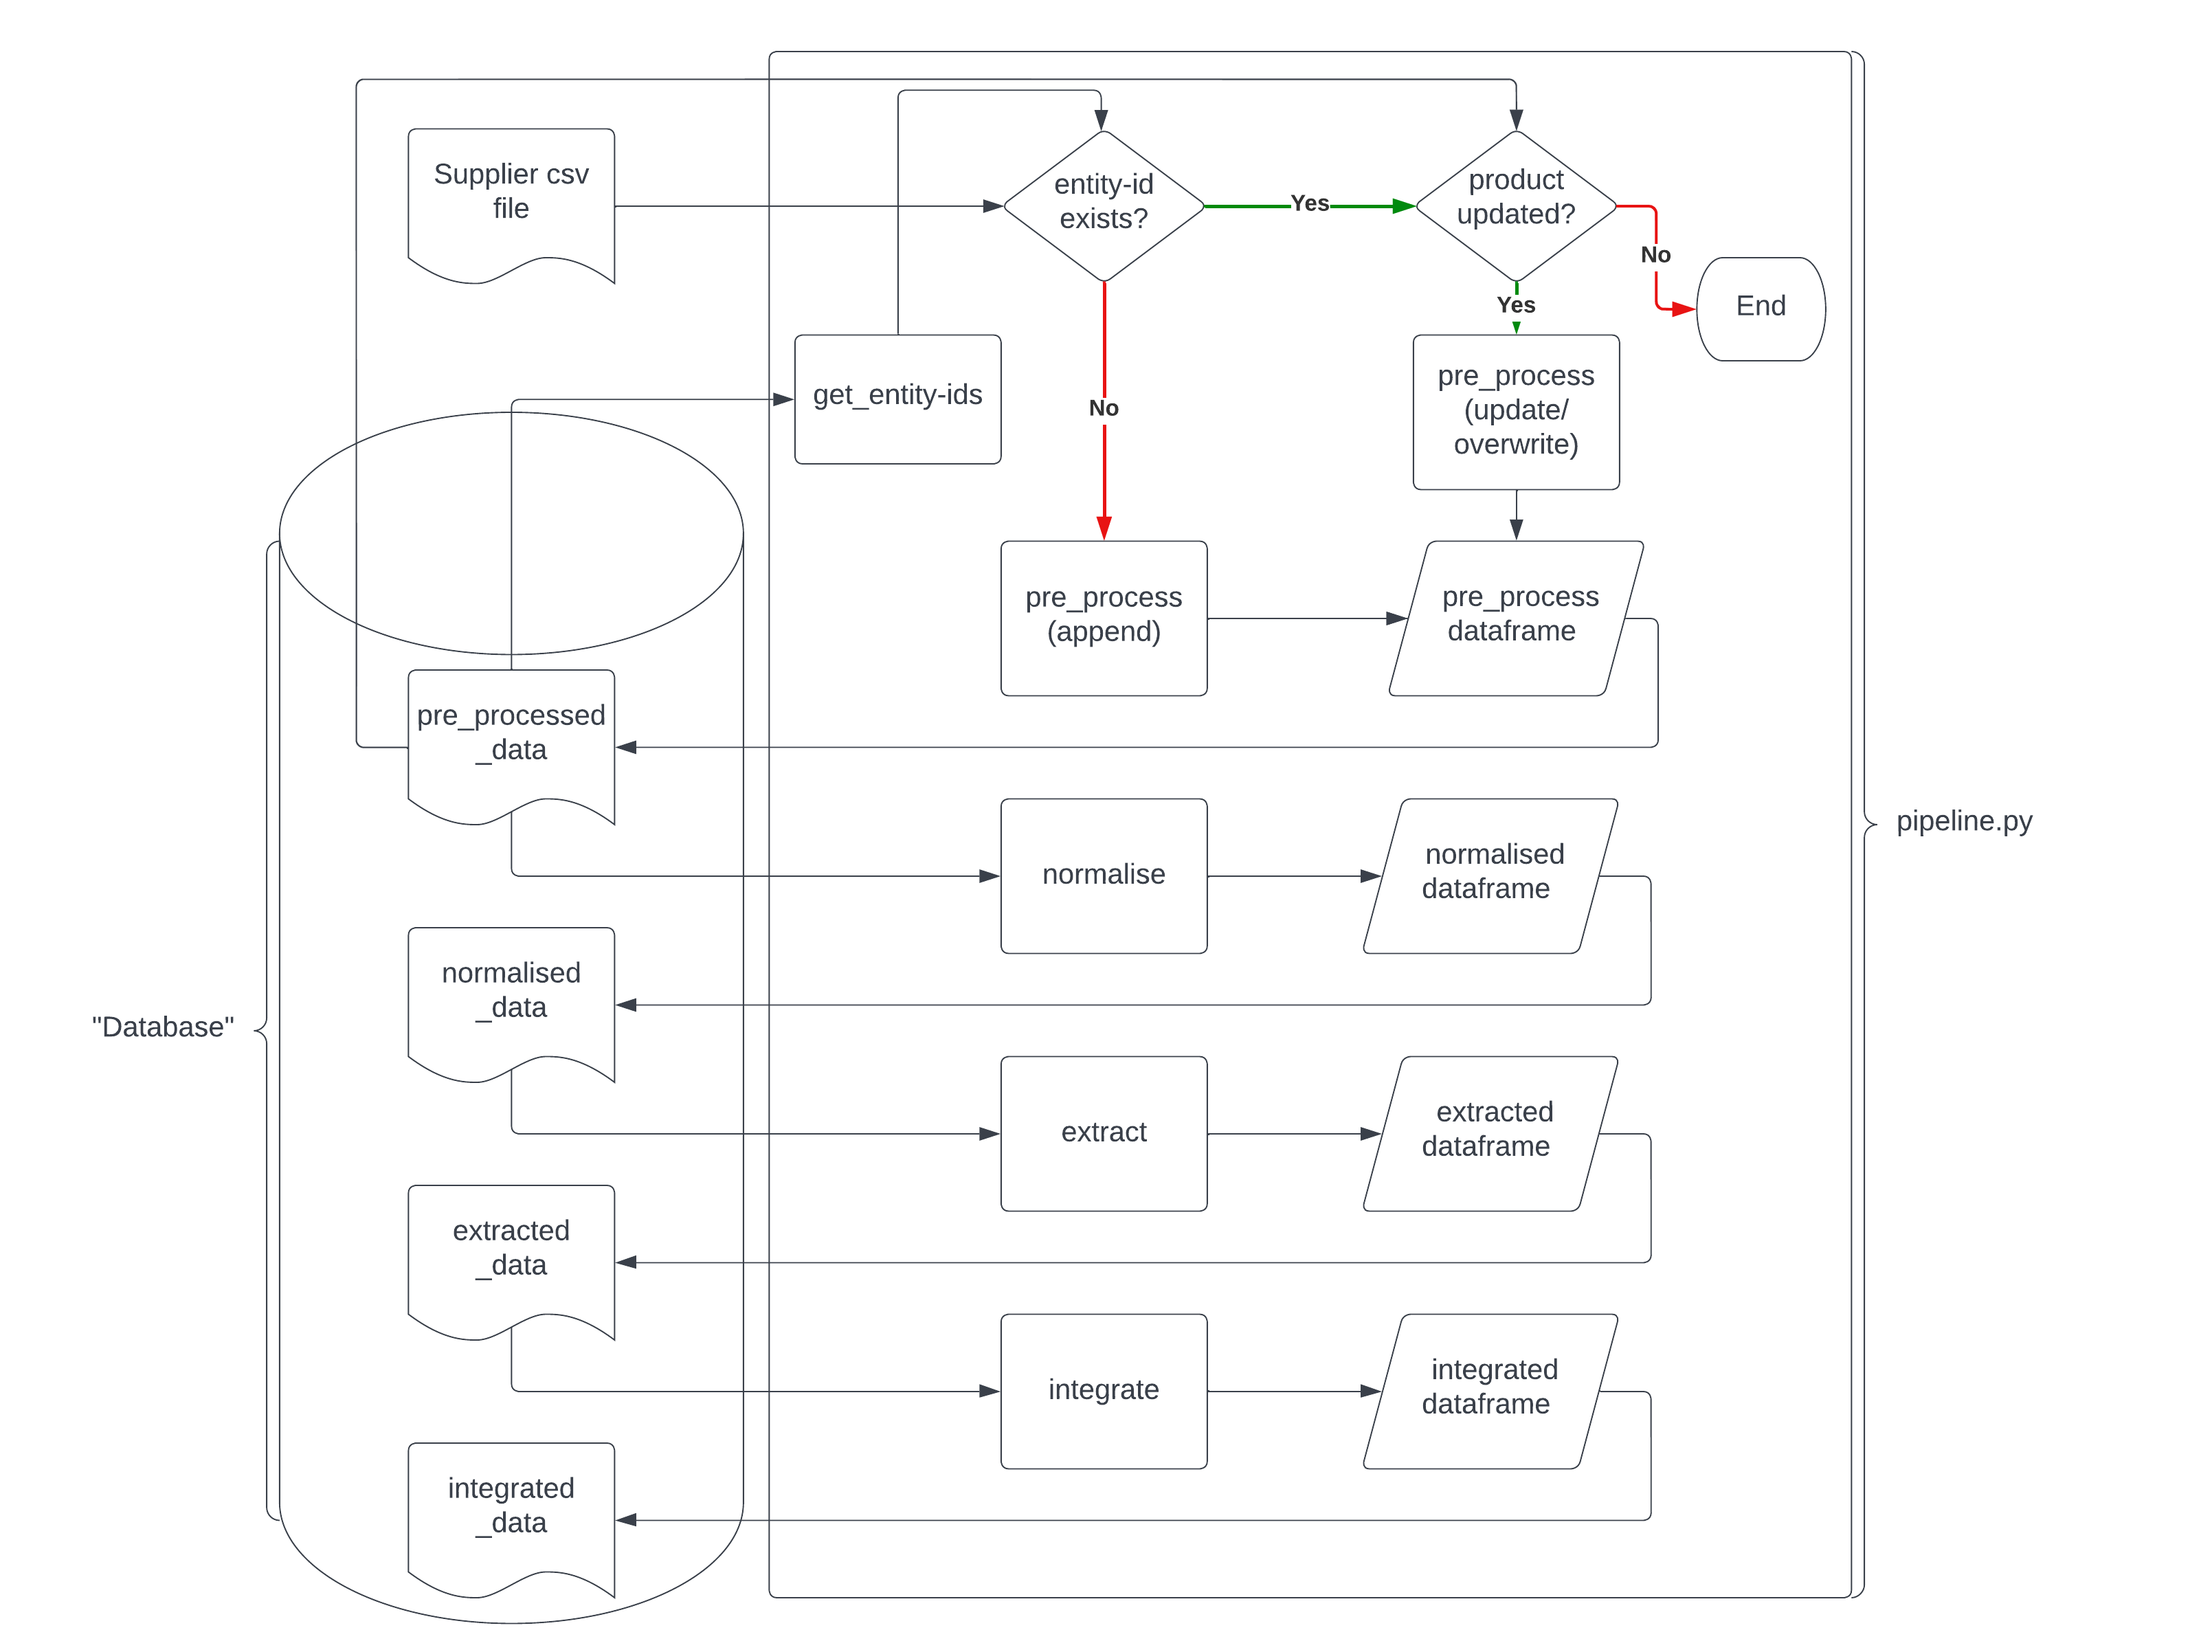 Supplier csv
file
entity-id
exists?
Yes
product
updated?
No
End
Yes
get_entity-ids
No
pre_process
(update/
overwrite)
pre_process
(append)
pre_process
dataframe
pre_processed
_data
normalise
normalised
dataframe
pipeline.py
normalised
_data
"Database"
extract
extracted
dataframe
extracted
_data
integrate
integrated
dataframe
integrated
_data